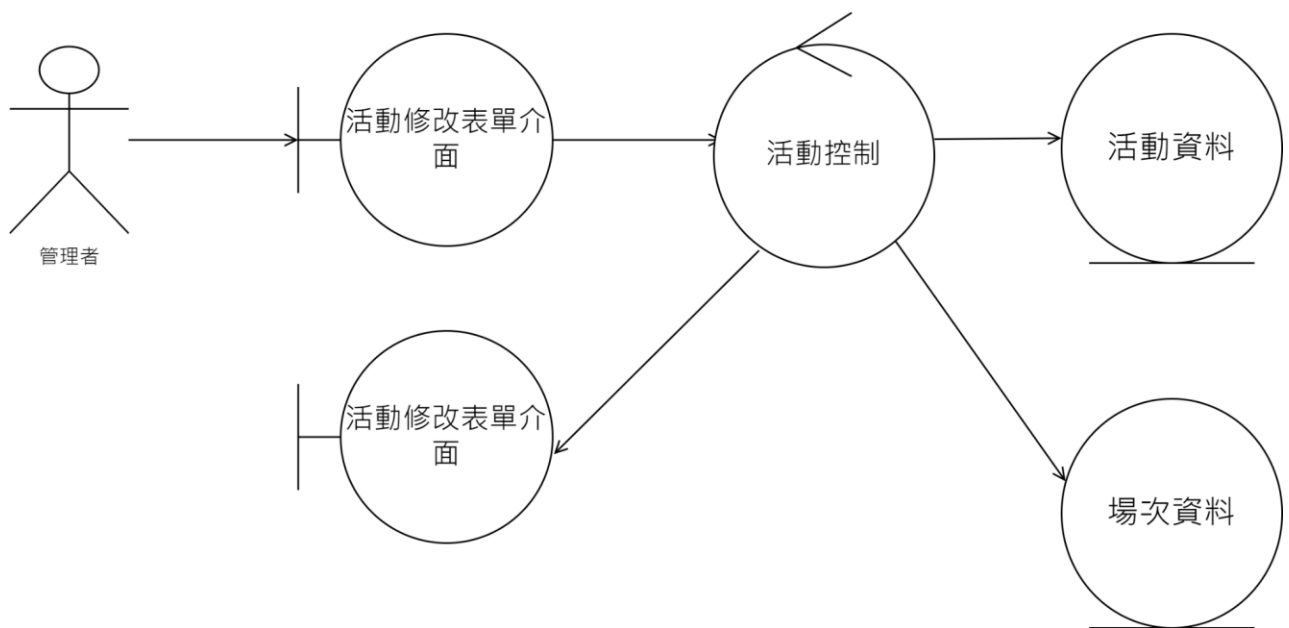 活動修改表單介
面
活動控制
活動資料
管理者
活動修改表單介
面
場次資料